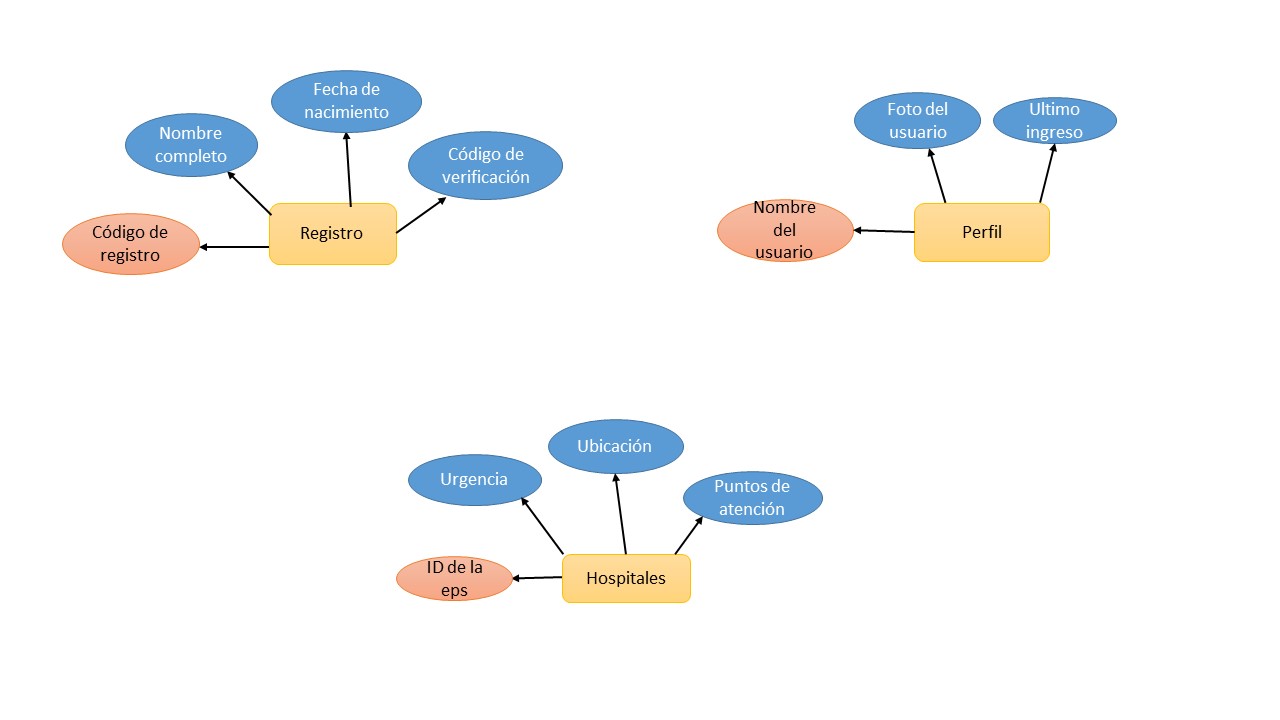 Fecha de
nacimiento
Nombre
completo
Código de
verificación
Código de
registro
Registro
Foto del
usuario
Ultimo
ingreso
Nombre
del
usuario
Perfil
Ubicación
Urgencia
Puntos de
atención
ID de la
eps
Hospitales